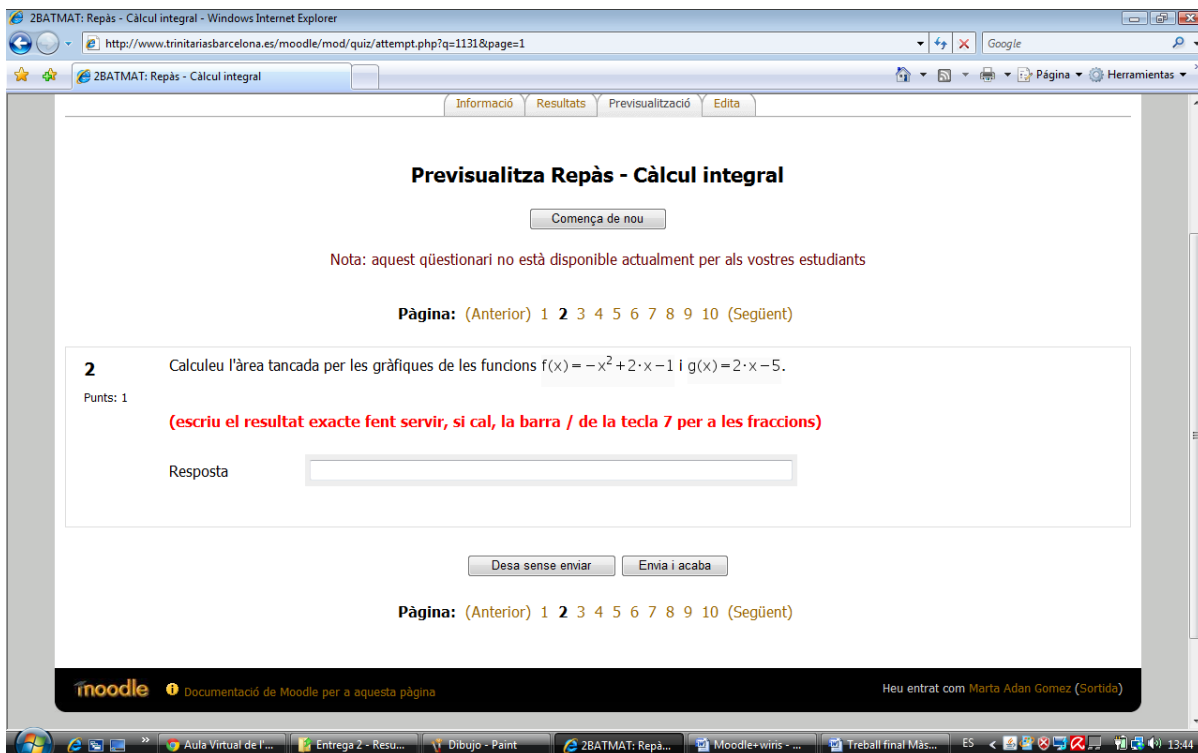 2BATMAT: Repàs - Càlcul integral - Windows Internet Explorer
http://www.trinitariasbarcelona.es/moodle/mod/quiz/attempt.php?q=1131&page=1
Google
2BATMAT: Repàs - Càlcul integral
Página
Herramientas
Informació Resultats Previsualització Edita
Previsualitza Repàs - Càlcul integral
Comença de nou
Nota: aquest qüestionari no està disponible actualment per als vostres estudiants
Pàgina: (Anterior) 1 2 3 4 5 6 7 8 9 10 (Següent)
2
Punts: 1
Calculeu l'àrea tancada per les gràfiques de les funcions f(x)=−x²+2·x−1 i g(x)=2·x−5.
(escriu el resultat exacte fent servir, si cal, la barra / de la tecla 7 per a les fraccions)
Resposta
Desa sense enviar Envia i acaba
Pàgina: (Anterior) 1 2 3 4 5 6 7 8 9 10 (Següent)
moodle
Documentació de Moodle per a aquesta pàgina
Heu entrat com Marta Adan Gomez (Sortida)
Aula Virtual de l'... Entrega 2 - Resu... Dibujo - Paint 2BATMAT: Repà... Moodle+wiris - ... Treball final Màs... ES 13:44